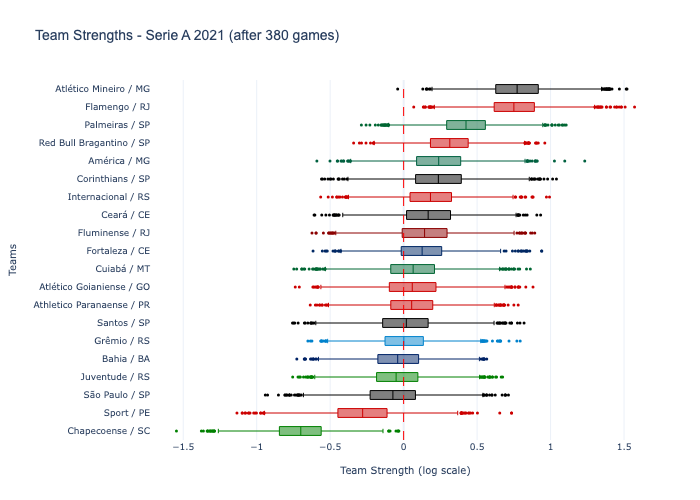 Team Strengths - Serie A 2021 (after 380 games)
Atlético Mineiro / MG
Flamengo / RJ
Palmeiras / SP
Red Bull Bragantino / SP
América / MG
Corinthians / SP
Internacional / RS
Ceará / CE
Fluminense / RJ
Fortaleza / CE
Cuiabá / MT
Atlético Goianiense / GO
Athletico Paranaense / PR
Santos / SP
Grêmio / RS
Bahia / BA
Juventude / RS
São Paulo / SP
Sport / PE
Chapecoense / SC
Teams
−1.5 −1 −0.5 0 0.5 1 1.5
Team Strength (log scale)